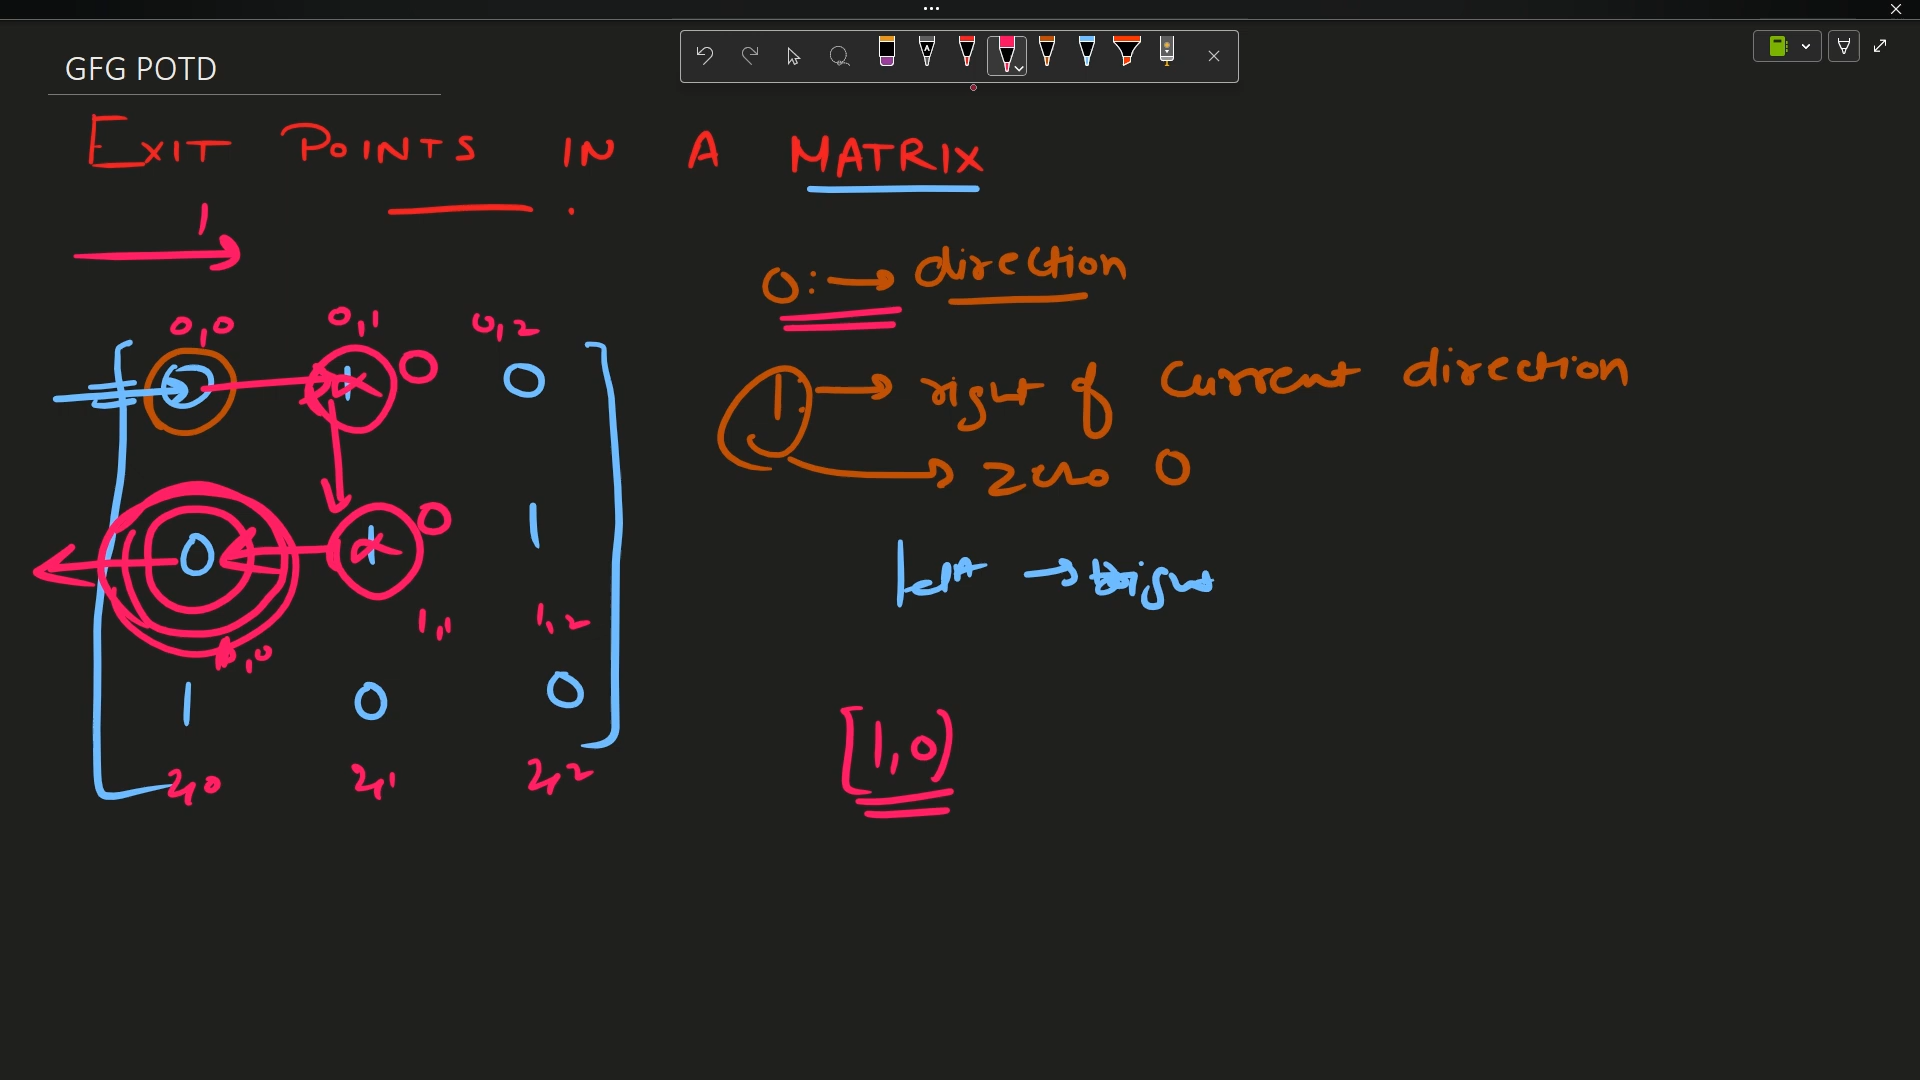 GFG POTD
EXIT POINTS IN A MATRIX
1
0: → direction
0,0 0,1 0,2
0 1 0 0
1: → right of current direction
→ zero 0
0 1 0 1
left → right
1,1 1,2
,0
1 0 0
[1,0)
2,0 2,1 2,2